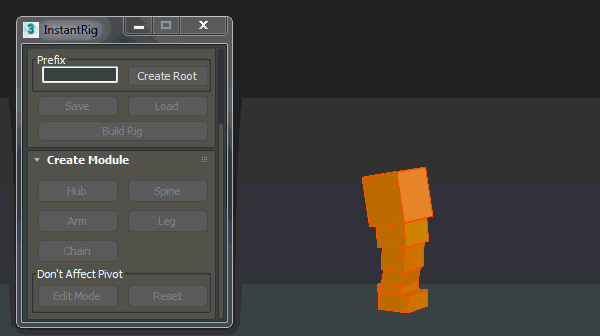 InstantRig
Prefix
Create Root
Save Load
Build Rig
Create Module
Hub Spine
Arm Leg
Chain
Don't Affect Pivot
Edit Mode Reset